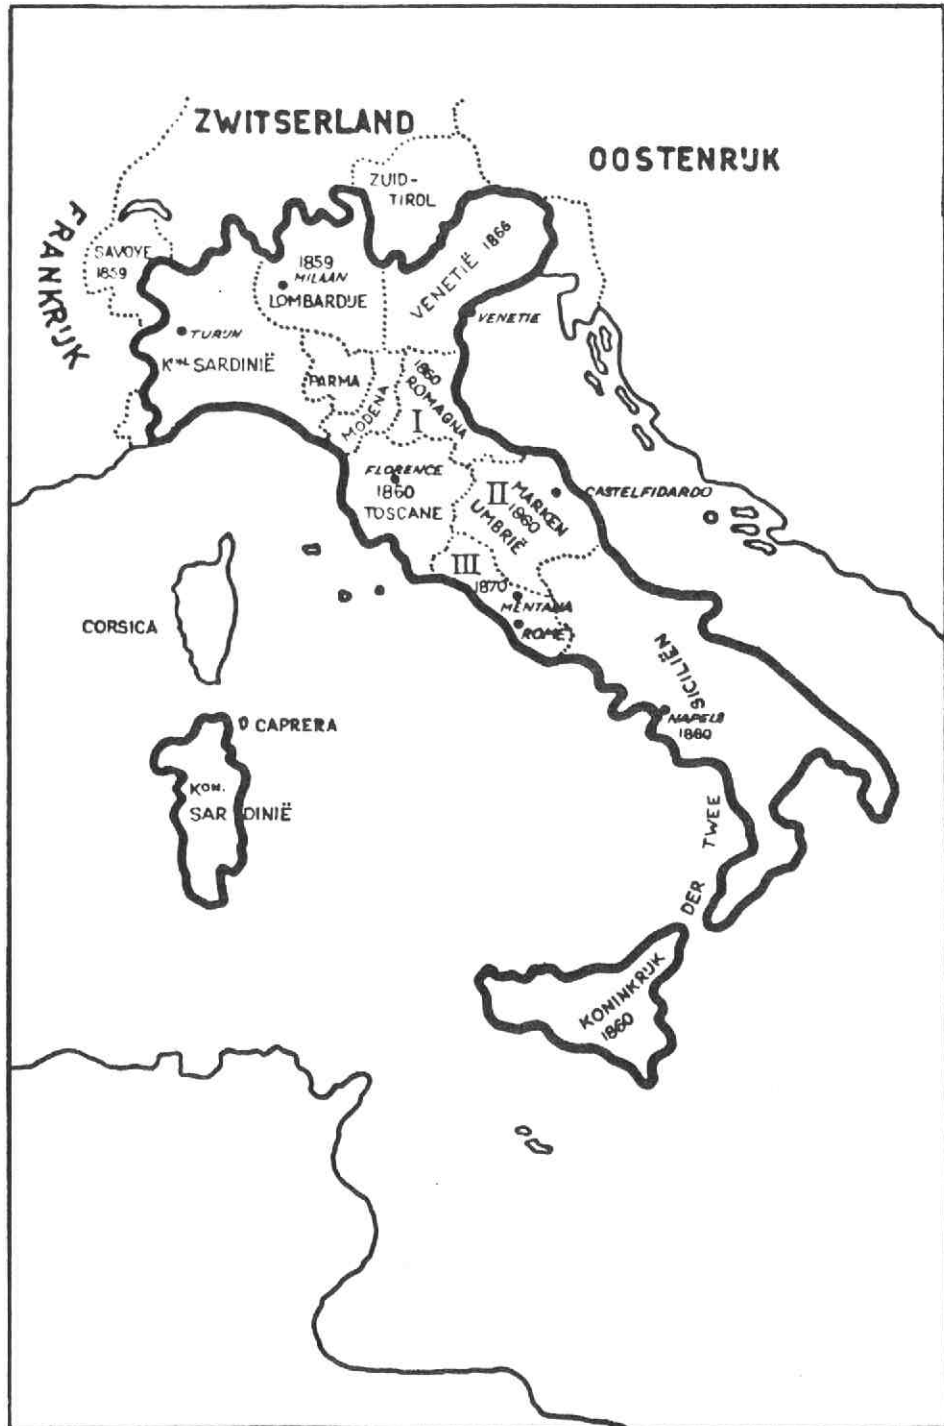 ZWITSERLAND
OOSTENRIJK
FRANKRIJK
ZUID-
TIROL
SAVOYE
1859
1859
MILAAN
LOMBARDIJE
VENETIË 1866
VENETIE
TURIJN
KON. SARDINIË
PARMA
MODENA
1860
ROMAGNA
I
FLORENCE
1860
TOSCANE
II
MARKEN
1860
UMBRIË
CASTELFIDARDO
III
1870
MENTANA
ROME
CORSICA
CAPRERA
KON.
SARDINIË
NAPELS
1860
KONINKRIJK DER TWEE SICILIËN
1860